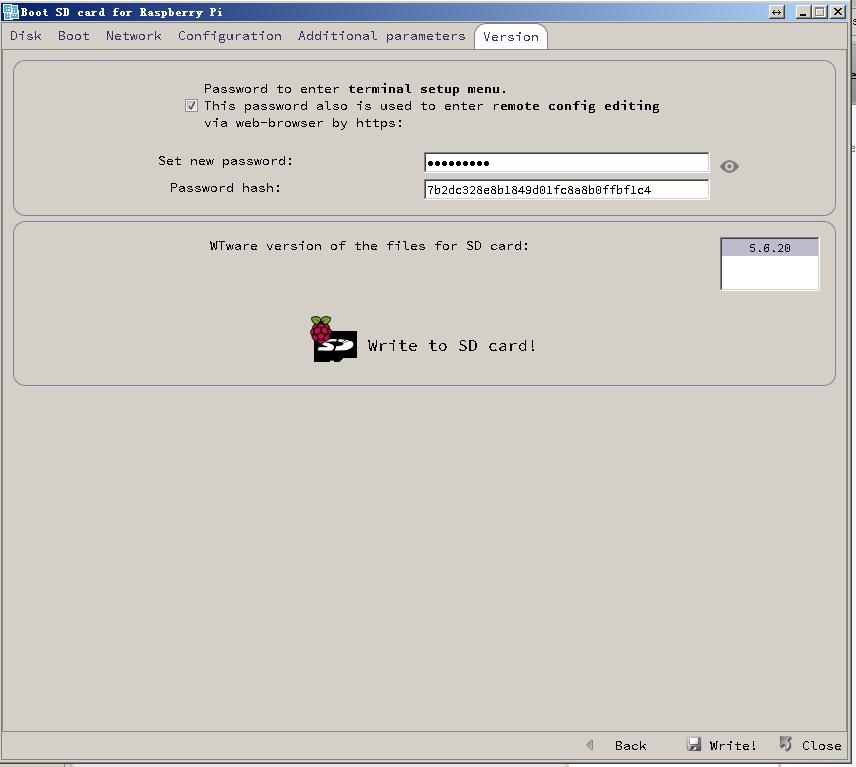 Boot SD card for Raspberry Pi
Disk Boot Network Configuration Additional parameters Version
Password to enter terminal setup menu.
This password also is used to enter remote config editing
via web-browser by https:
Set new password: •••••••••
Password hash: 7b2dc328e8b1849d01fc8a8b0ffbf1c4
WTware version of the files for SD card: 5.6.20
SD Write to SD card!
Back Write! Close